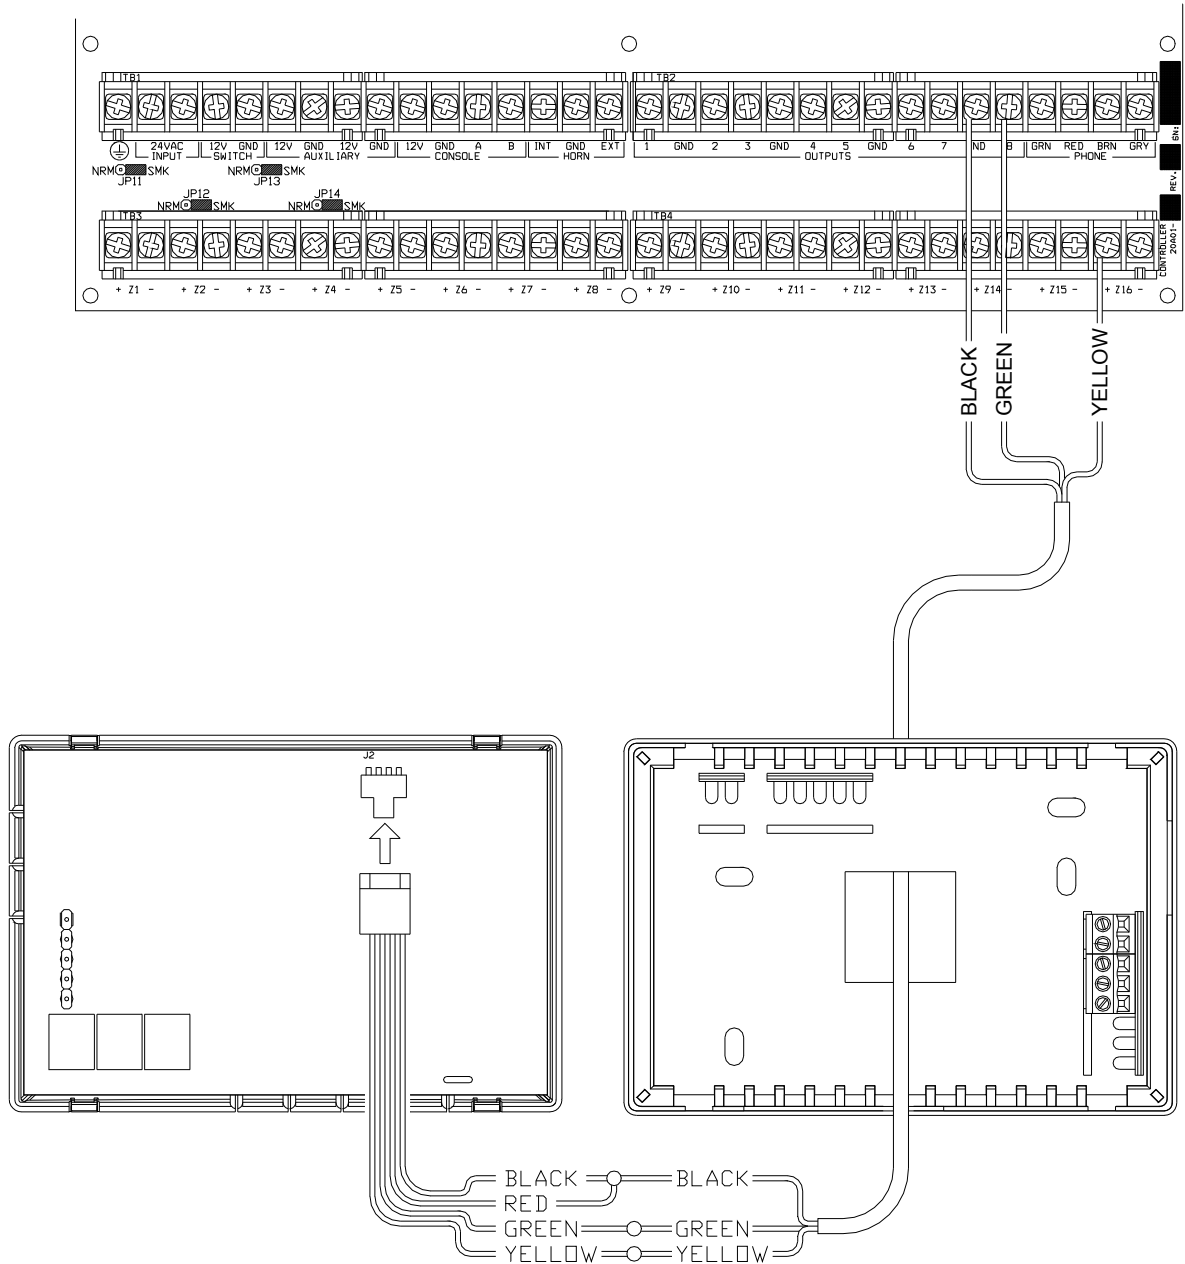 TB1 TB2
24VAC 12V GND 12V GND 12V GND 12V GND A B INT GND EXT 1 GND 2 3 GND 4 5 GND 6 7 ND 8 GRN RED BRN GRY
INPUT SWITCH AUXILIARY CONSOLE HORN OUTPUTS PHONE
NRM SMK NRM SMK
JP11 JP13
JP12 JP14
NRM SMK NRM SMK
TB3 TB4
+ Z1 - + Z2 - + Z3 - + Z4 - + Z5 - + Z6 - + Z7 - + Z8 - + Z9 - + Z10 - + Z11 - + Z12 - + Z13 - + Z14 - + Z15 - + Z16 -
SN:
REV.
CONTROLLER
20A01-
BLACK
GREEN
YELLOW
J2
BLACK BLACK
RED
GREEN GREEN
YELLOW YELLOW